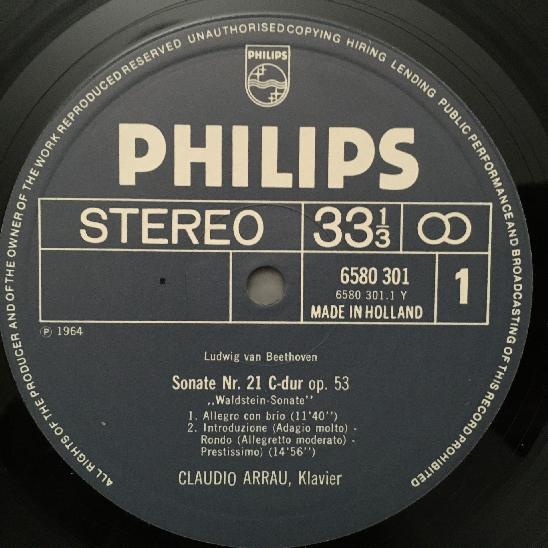 ALL RIGHTS OF THE PRODUCER AND OF THE OWNER OF THE WORK REPRODUCED RESERVED UNAUTHORISED COPYING HIRING LENDING PUBLIC PERFORMANCE AND BROADCASTING OF THIS RECORD PROHIBITED
PHILIPS
PHILIPS
STEREO 33⅓
6580 301
6580 301.1 Y
MADE IN HOLLAND
1
Ⓟ 1964
Ludwig van Beethoven
Sonate Nr. 21 C-dur op. 53
,,Waldstein-Sonate”
1. Allegro con brio (11'40'')
2. Introduzione (Adagio molto) -
Rondo (Allegretto moderato) -
Prestissimo) (14'56'')
CLAUDIO ARRAU, Klavier